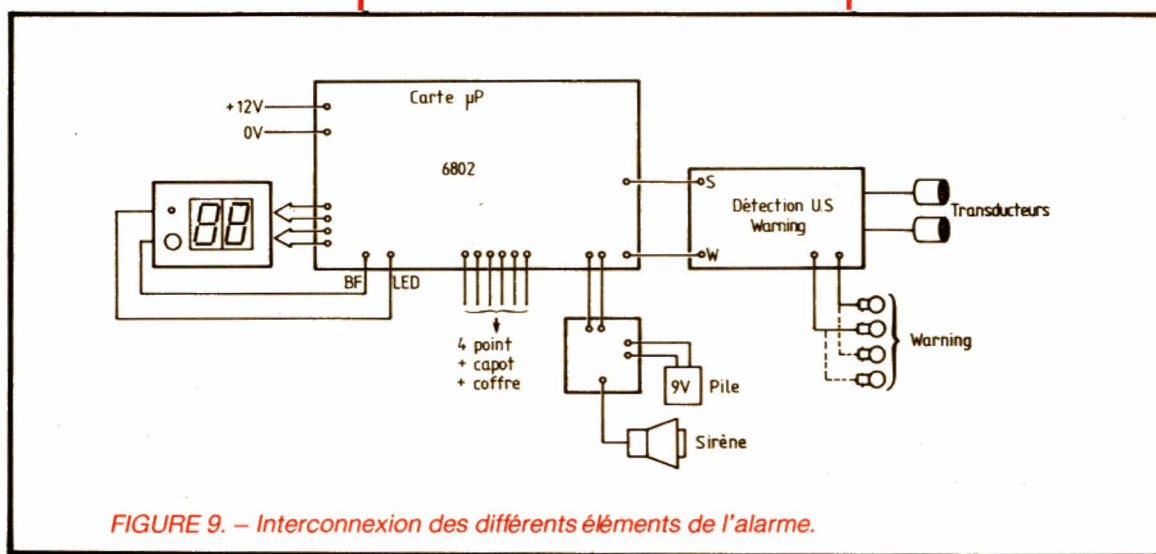 Carte µP
+12V
0V
6802
S
Détection U.S
Warning
Transducteurs
W
BF
LED
4 point
+ capot
+ coffre
Warning
9V
Pile
Sirène
FIGURE 9. – Interconnexion des différents éléments de l'alarme.